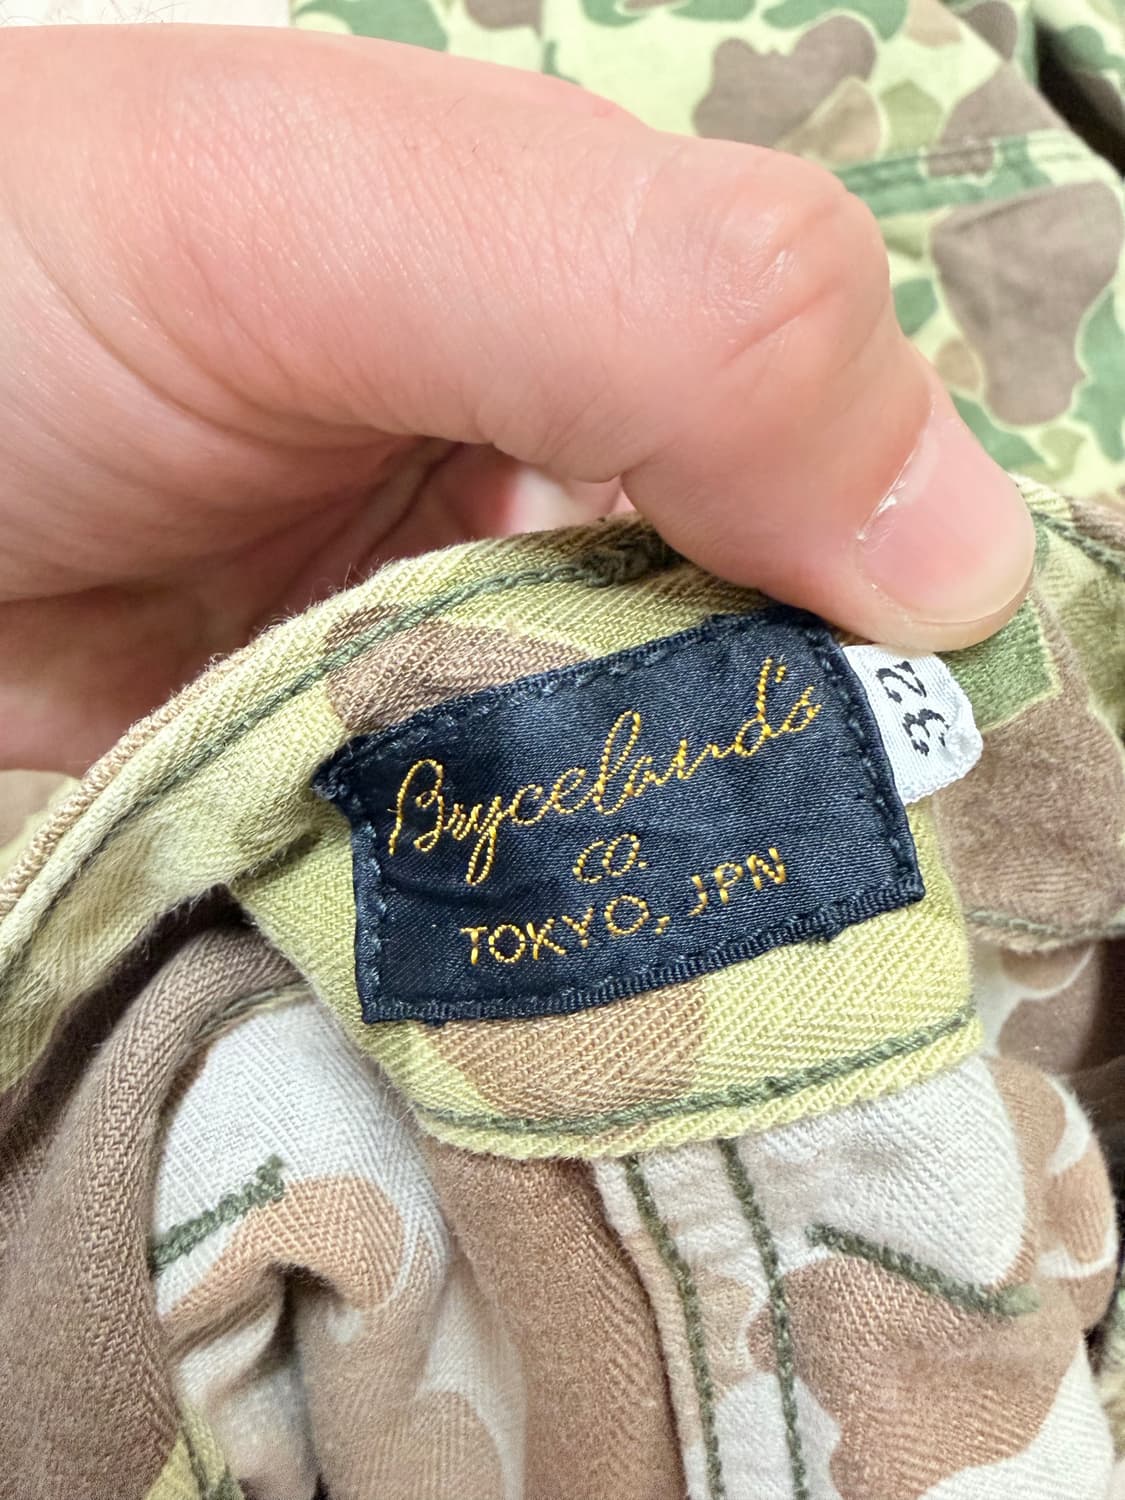 Bryceland's
CO.
TOKYO, JPN
32